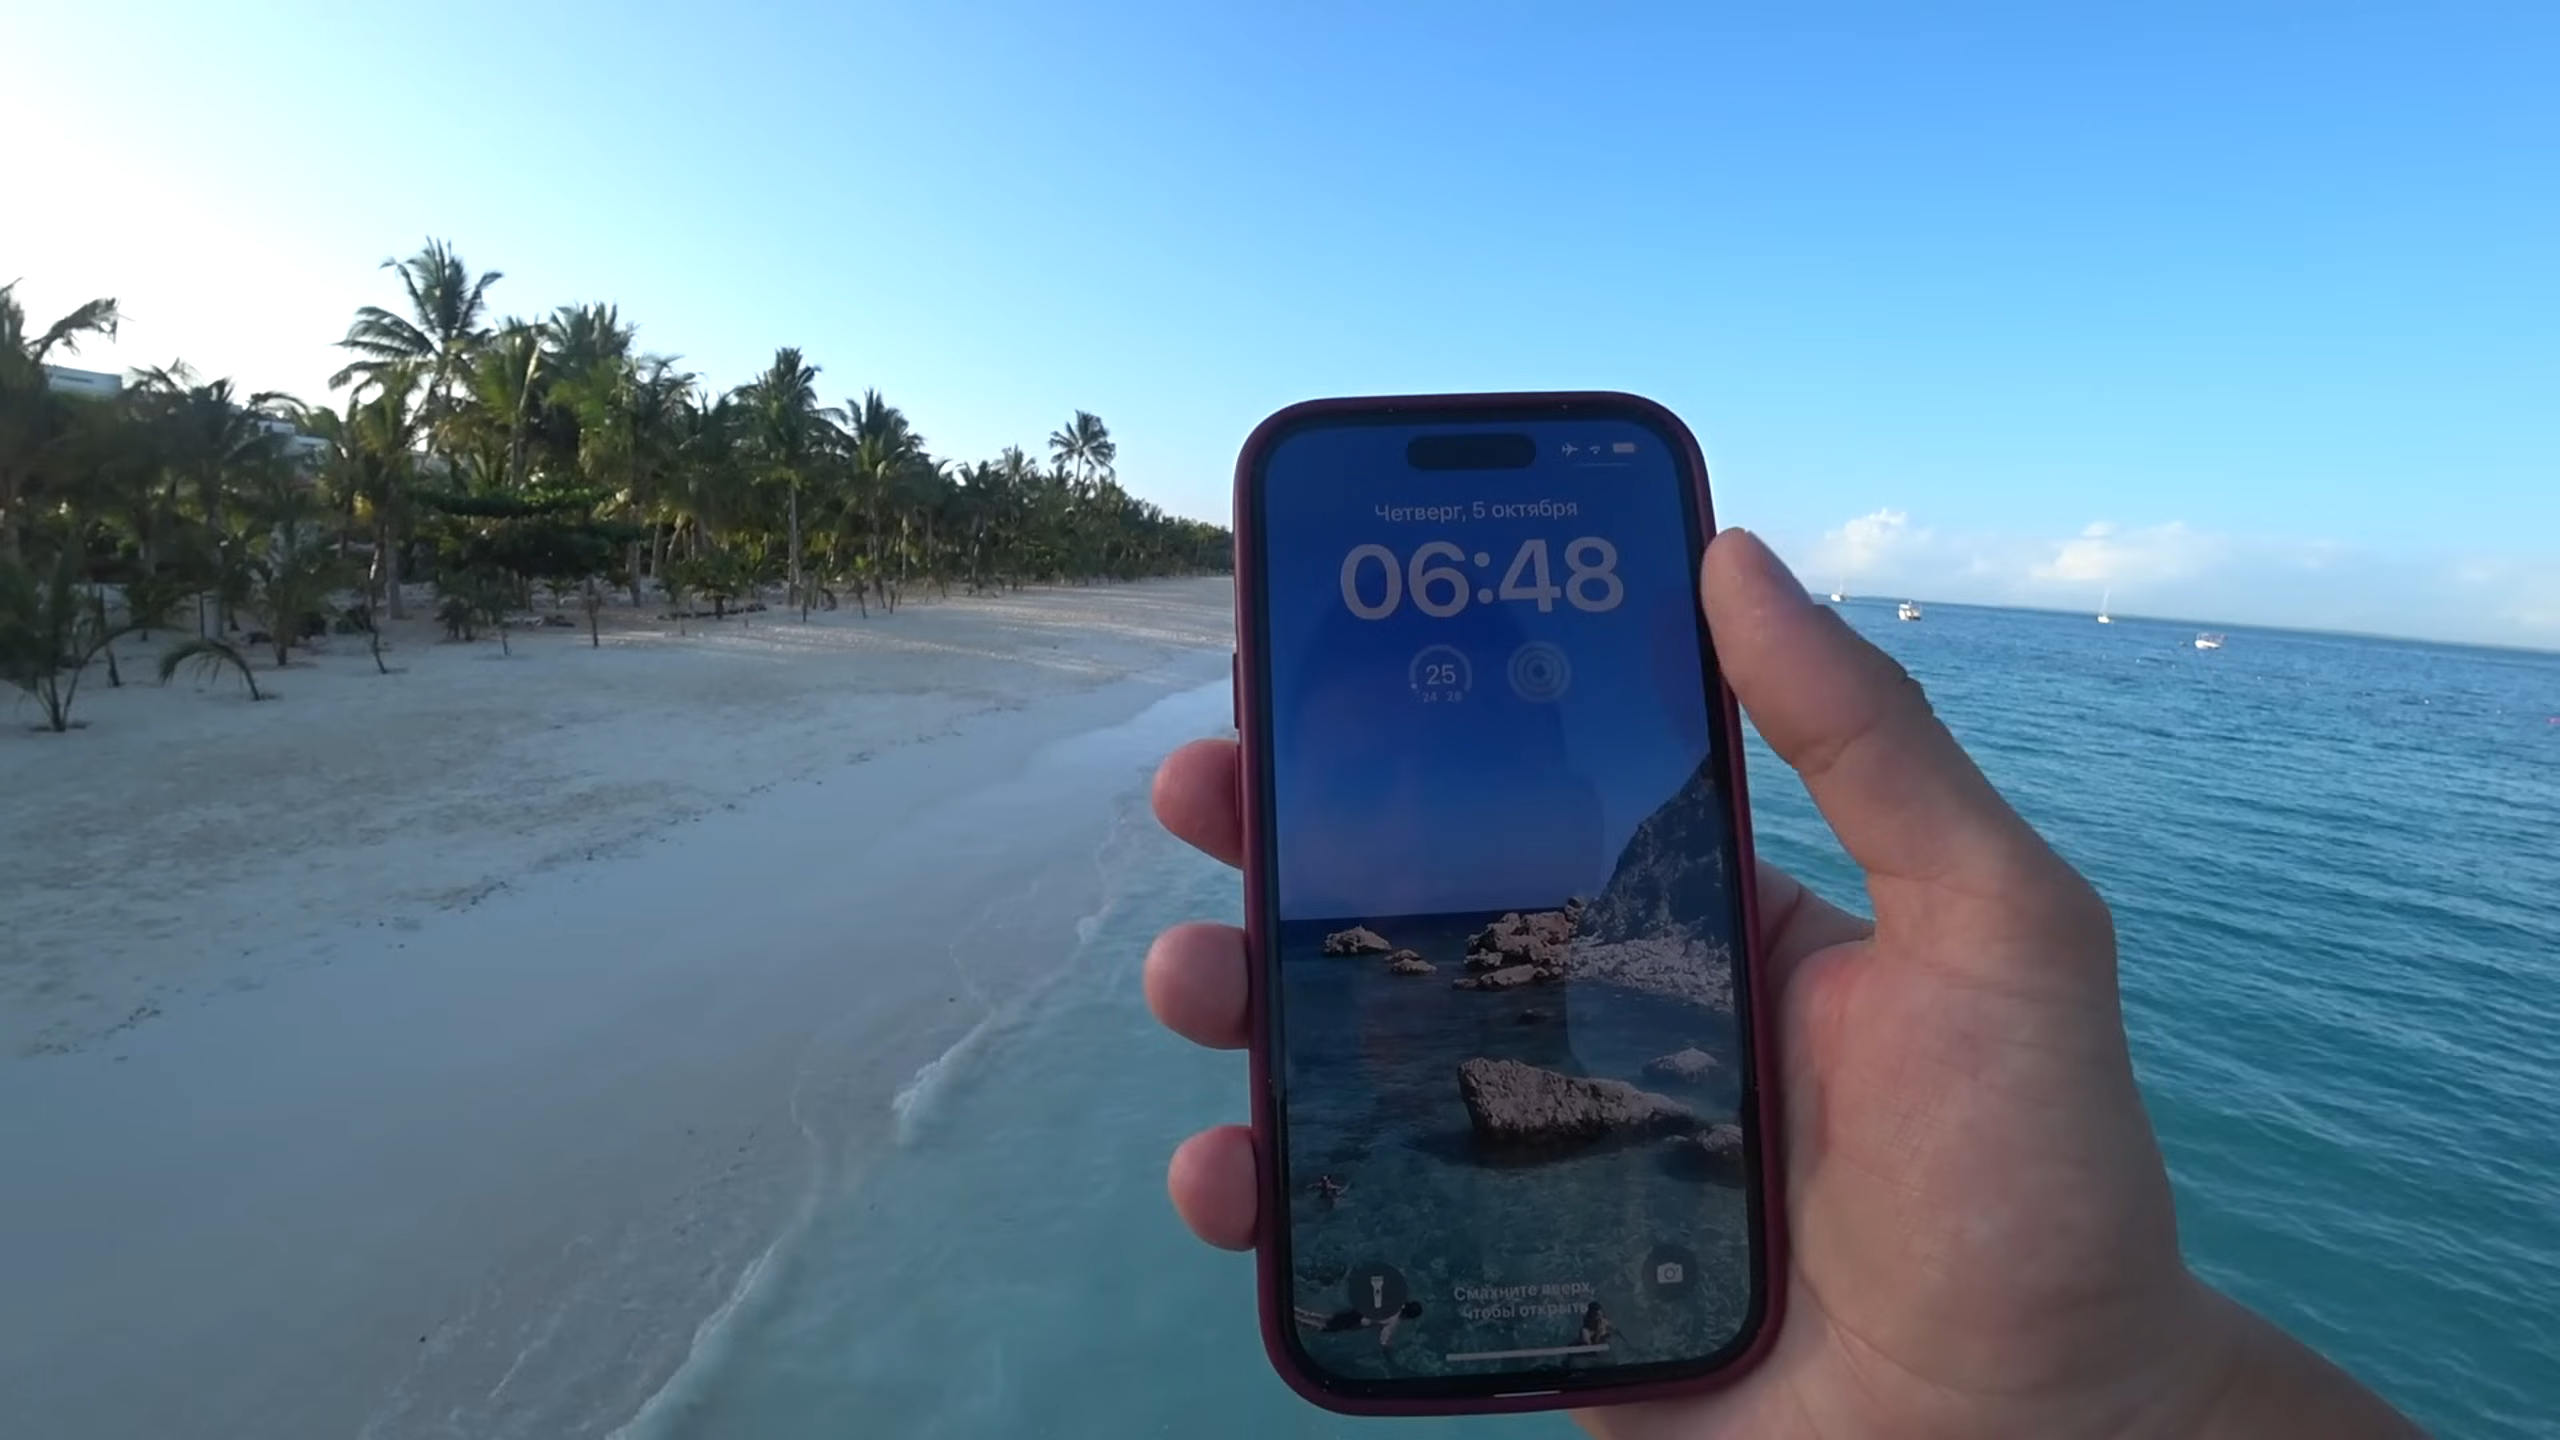 Четверг, 5 октября
06:48
25
24 28
Смахните вверх,
чтобы открыть